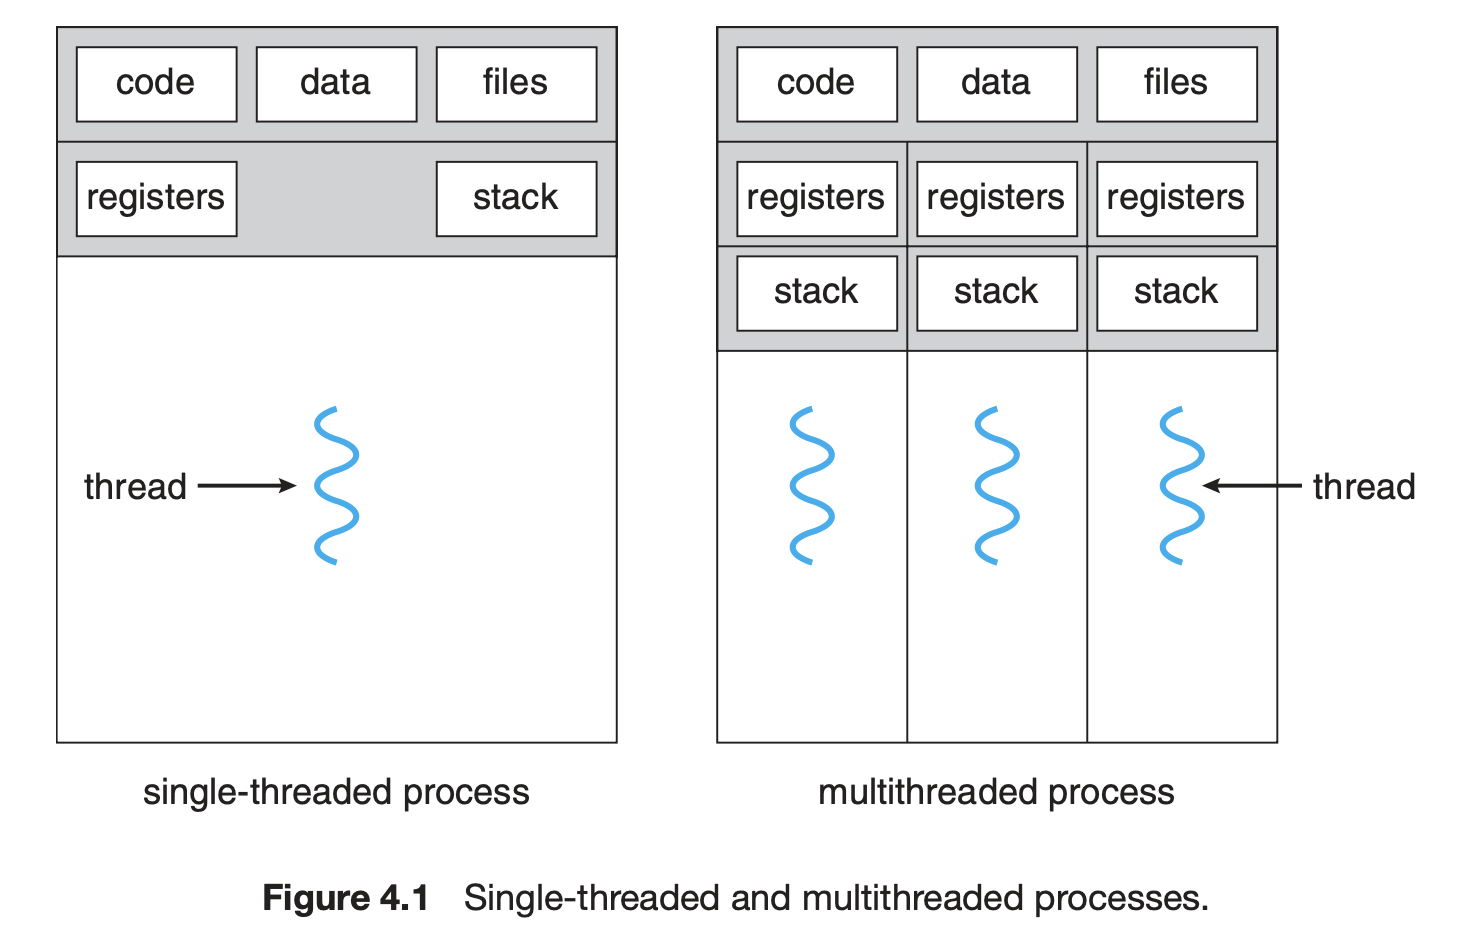 code data files code data files
registers stack registers registers registers
stack stack stack
thread thread
single-threaded process multithreaded process
Figure 4.1 Single-threaded and multithreaded processes.